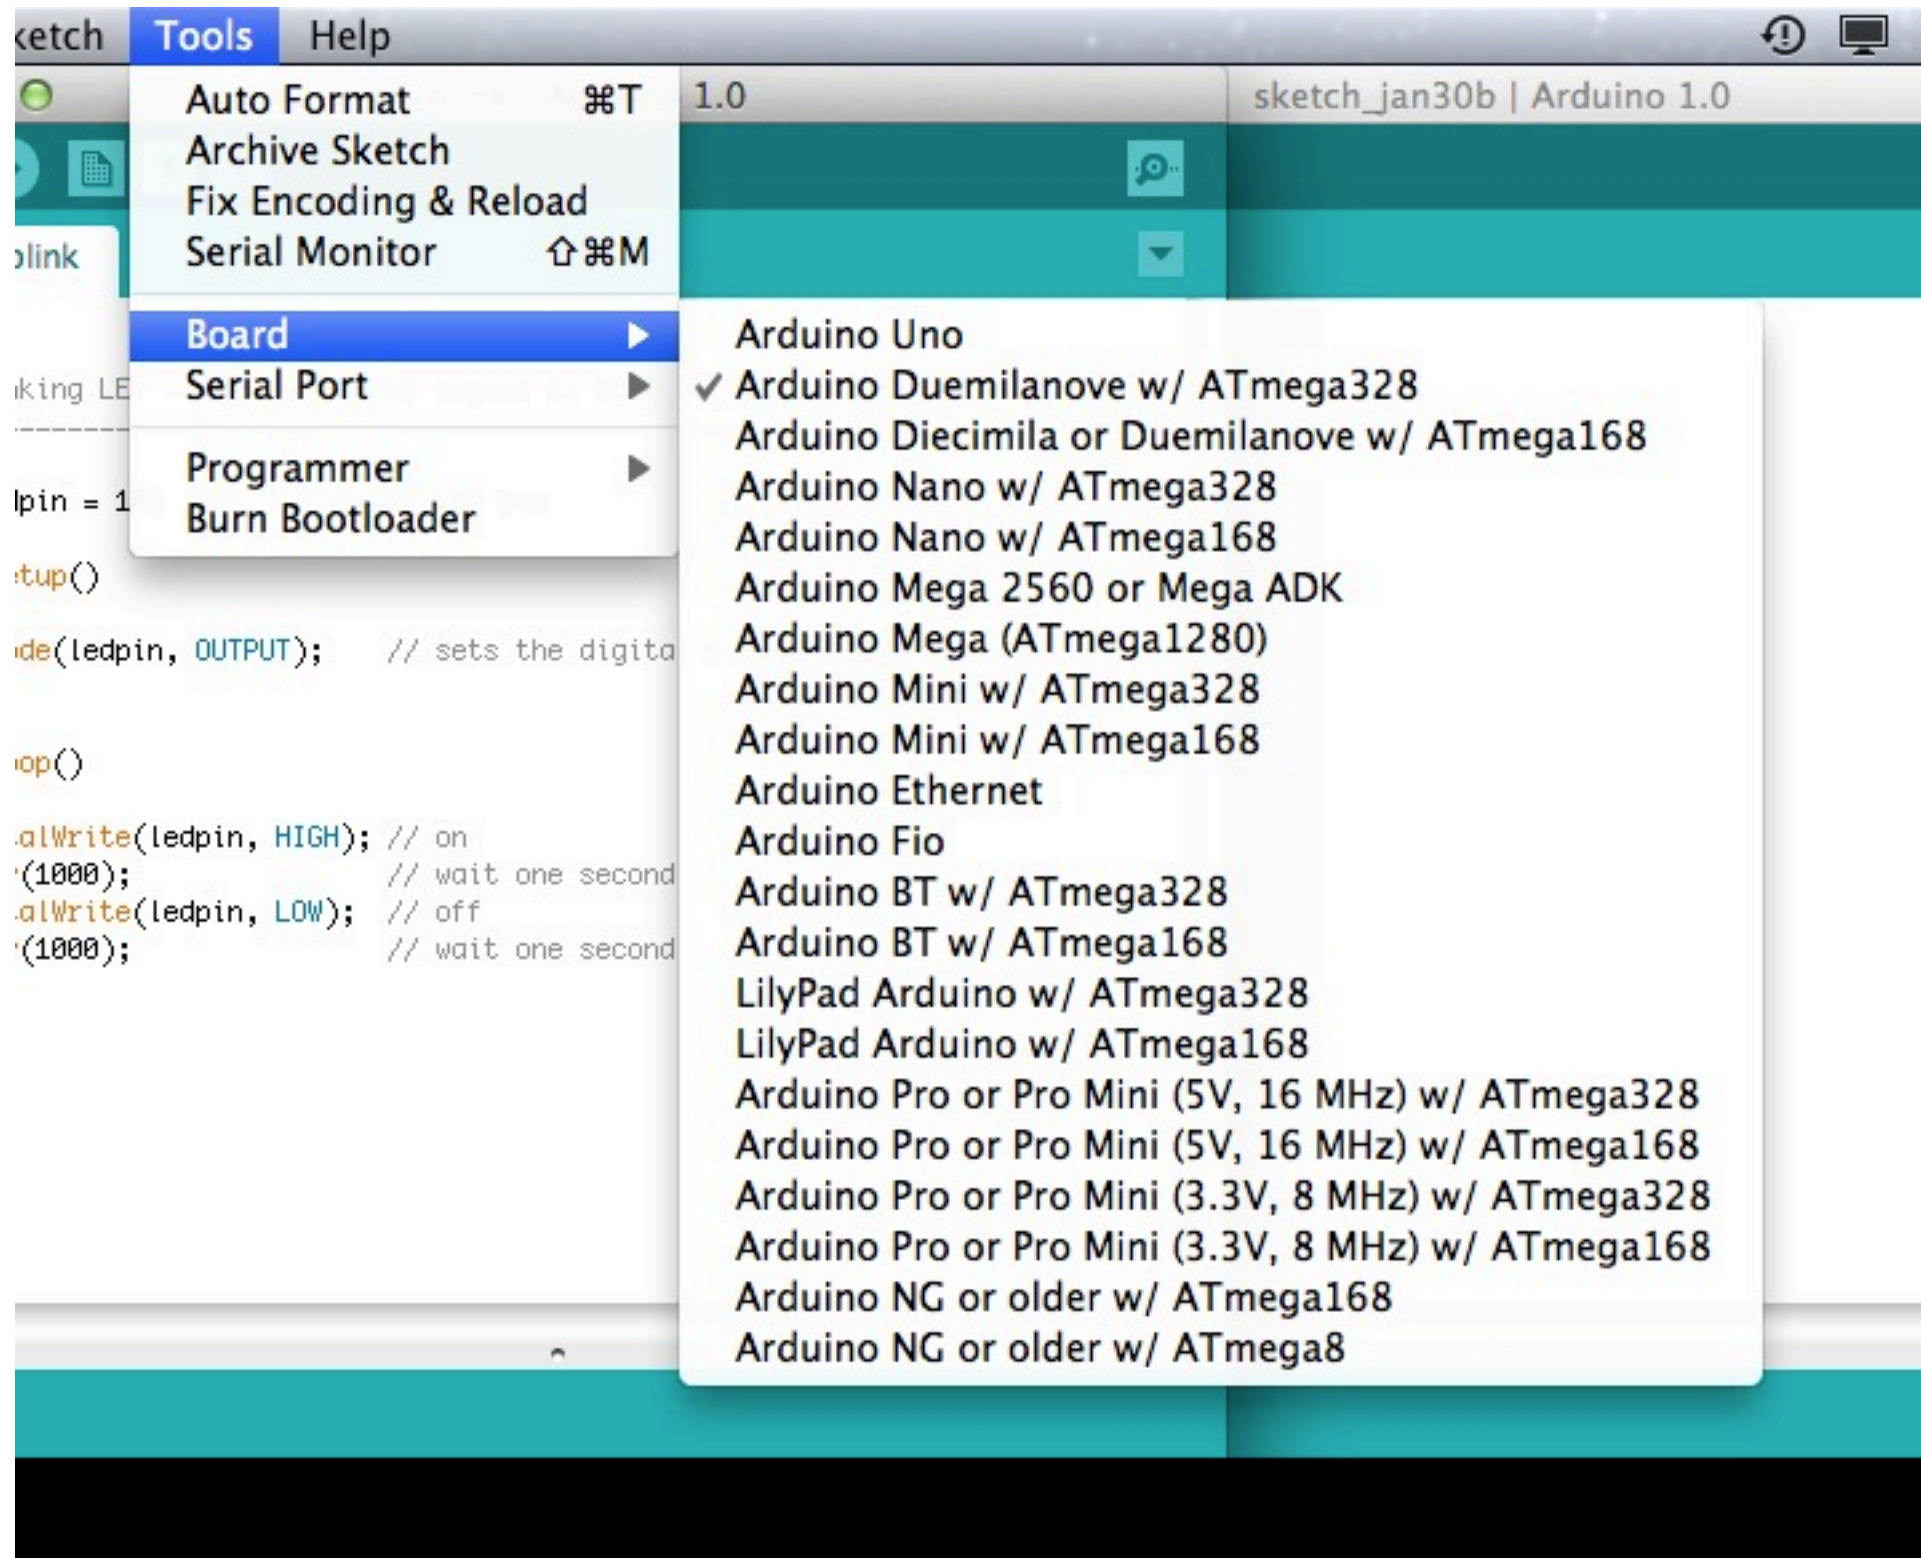 ketch Tools Help
1.0
sketch_jan30b | Arduino 1.0
Auto Format ⌘T
Archive Sketch
Fix Encoding & Reload
Serial Monitor ⇧⌘M
Board
Serial Port
Programmer
Burn Bootloader
Arduino Uno
✓ Arduino Duemilanove w/ ATmega328
Arduino Diecimila or Duemilanove w/ ATmega168
Arduino Nano w/ ATmega328
Arduino Nano w/ ATmega168
Arduino Mega 2560 or Mega ADK
Arduino Mega (ATmega1280)
Arduino Mini w/ ATmega328
Arduino Mini w/ ATmega168
Arduino Ethernet
Arduino Fio
Arduino BT w/ ATmega328
Arduino BT w/ ATmega168
LilyPad Arduino w/ ATmega328
LilyPad Arduino w/ ATmega168
Arduino Pro or Pro Mini (5V, 16 MHz) w/ ATmega328
Arduino Pro or Pro Mini (5V, 16 MHz) w/ ATmega168
Arduino Pro or Pro Mini (3.3V, 8 MHz) w/ ATmega328
Arduino Pro or Pro Mini (3.3V, 8 MHz) w/ ATmega168
Arduino NG or older w/ ATmega168
Arduino NG or older w/ ATmega8
blink
king LE
dpin = 1
tup()
de(ledpin, OUTPUT); // sets the digita
oop()
alWrite(ledpin, HIGH); // on
(1000); // wait one second
alWrite(ledpin, LOW); // off
(1000); // wait one second